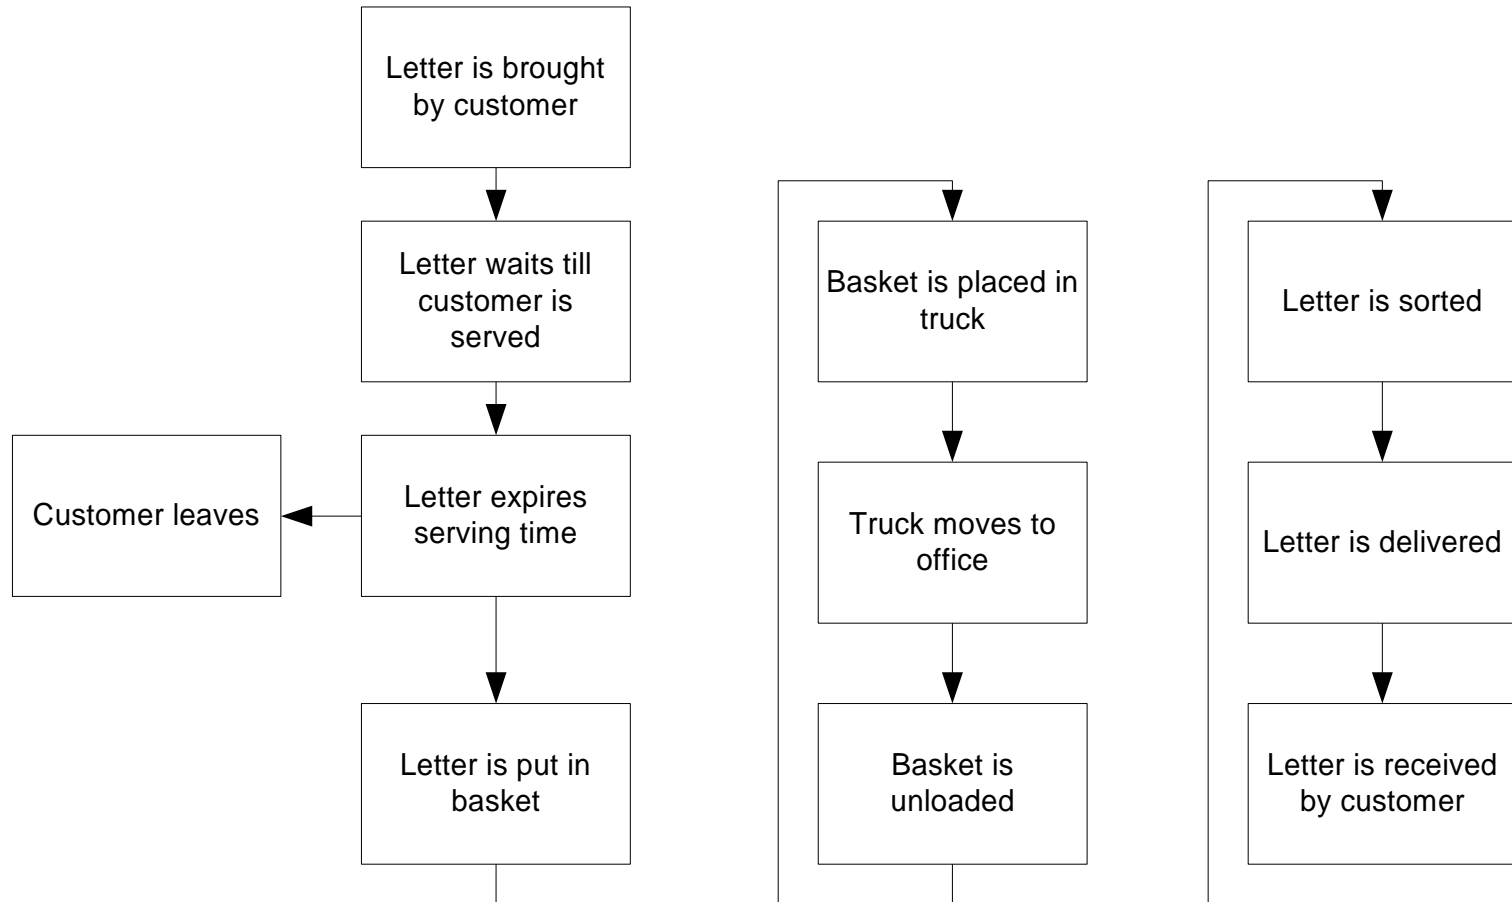 Letter is brought
by customer
Letter waits till
customer is
served
Customer leaves
Letter expires
serving time
Letter is put in
basket
Basket is placed in
truck
Truck moves to
office
Basket is
unloaded
Letter is sorted
Letter is delivered
Letter is received
by customer